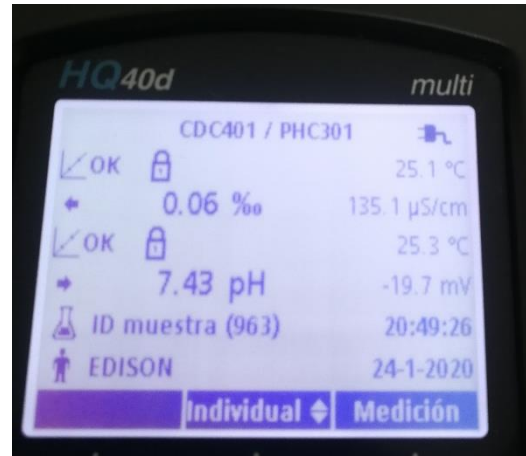 HQ40d multi
CDC401 / PHC301
OK 25.1 °C
0.06 ‰ 135.1 µS/cm
OK 25.3 °C
7.43 pH -19.7 mV
ID muestra (963) 20:49:26
EDISON 24-1-2020
Individual Medición